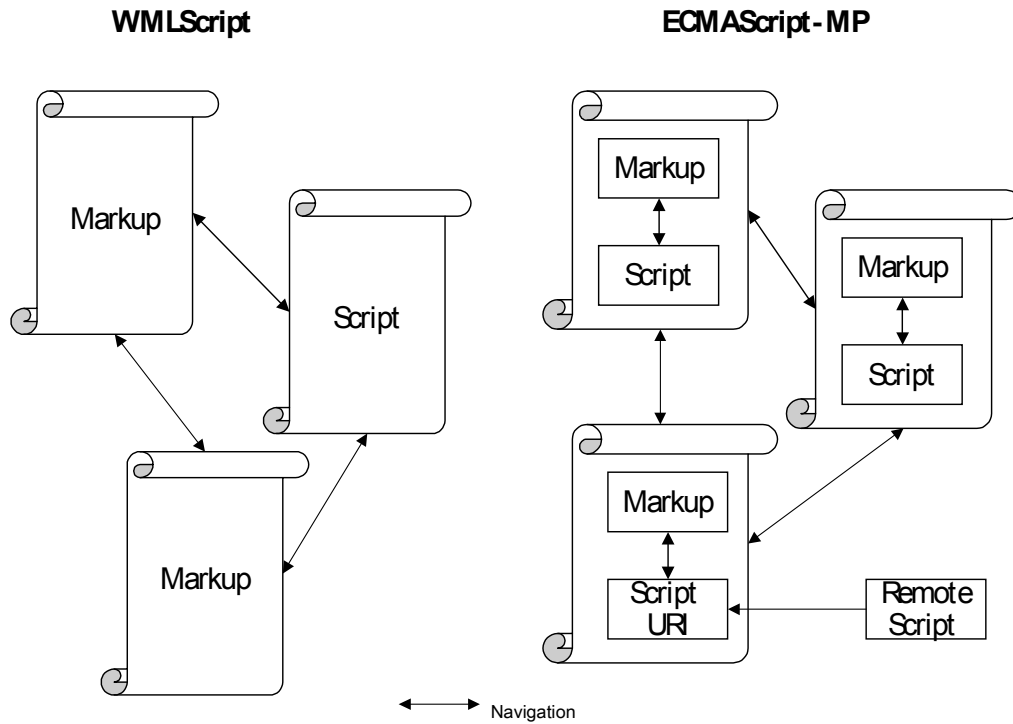 WMLScript
ECMAScript - MP
Markup
Script
Markup
Markup
Script
Markup
Script
Markup
Script
URI
Remote
Script
Navigation